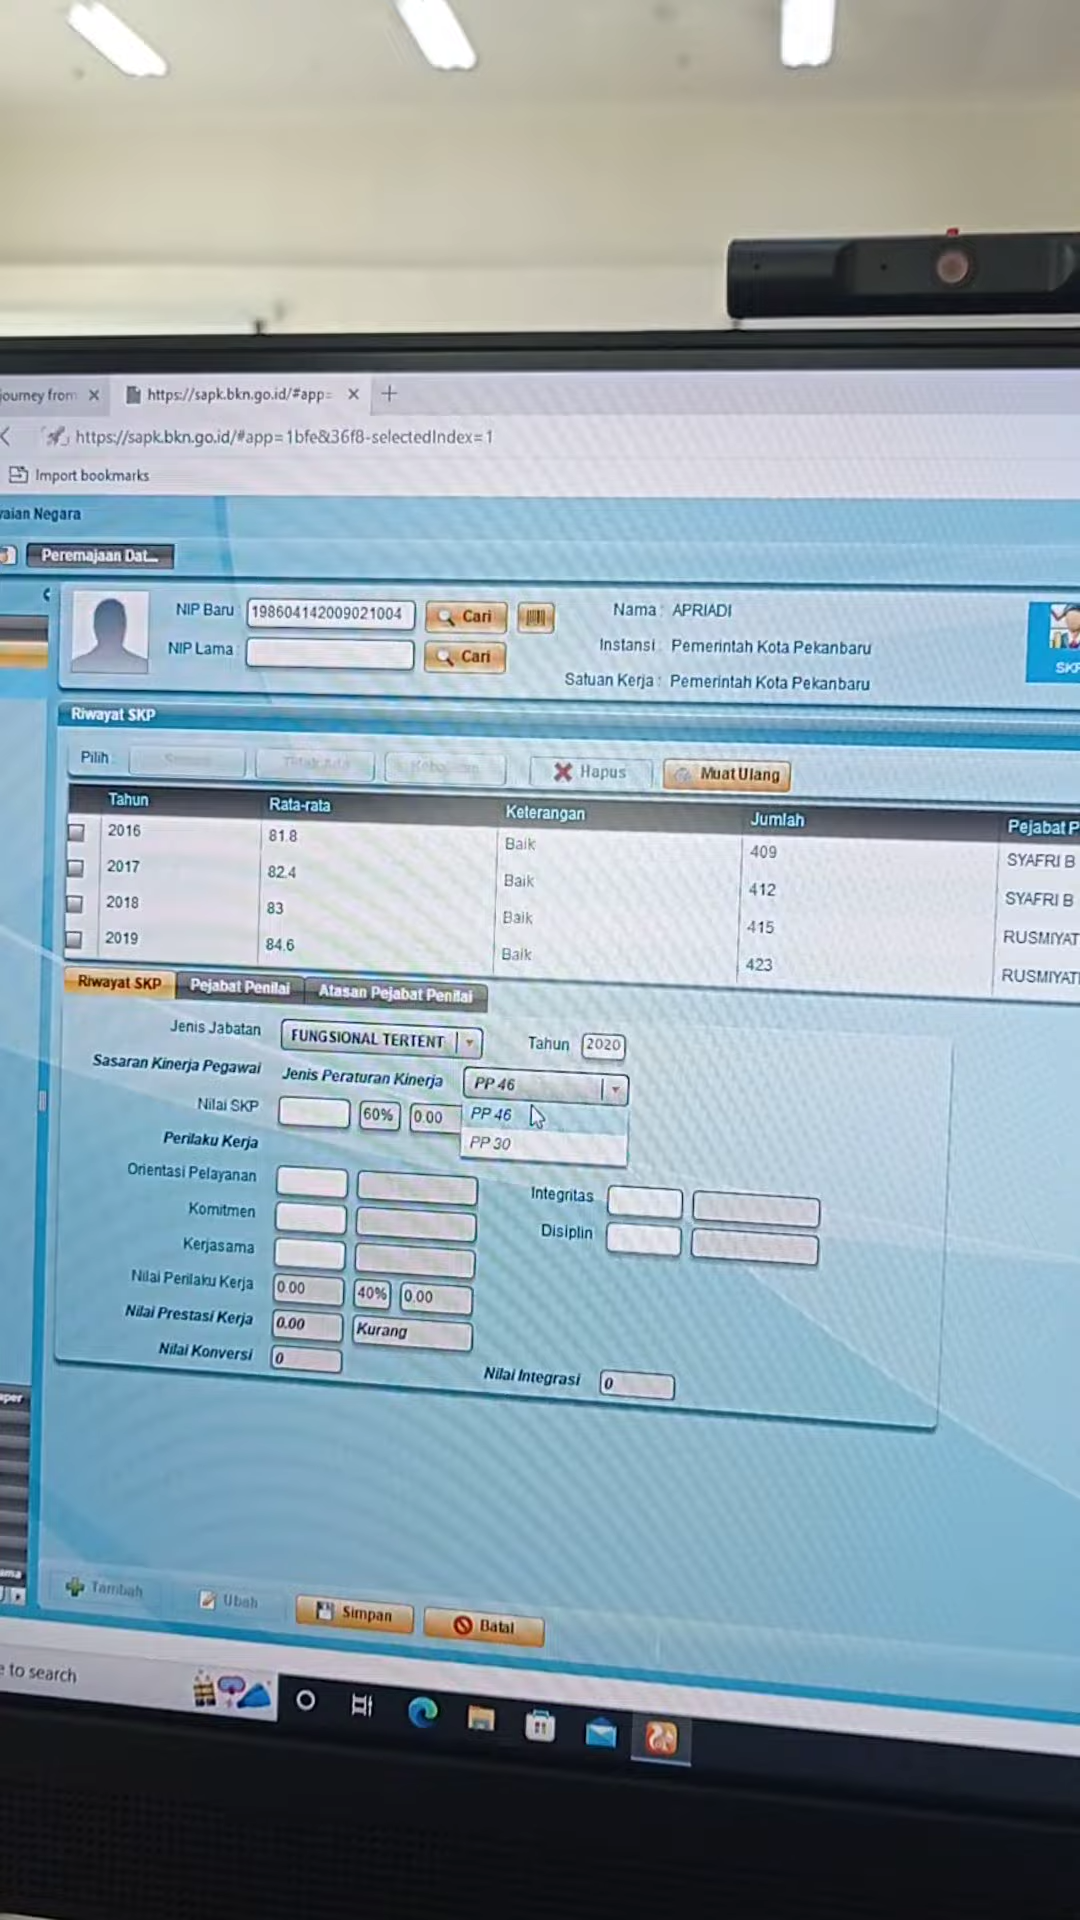 journey from
https://sapk.bkn.go.id/#app=
https://sapk.bkn.go.id/#app=1bfe&36f8-selectedIndex=1
Import bookmarks
aian Negara
Peremajaan Dat...
NIP Baru : 198604142009021004 Cari
NIP Lama : Cari
Nama : APRIADI
Instansi : Pemerintah Kota Pekanbaru
Satuan Kerja : Pemerintah Kota Pekanbaru
SKP
Riwayat SKP
Pilih Hapus Muat Ulang
Tahun Rata-rata Keterangan Jumlah Pejabat P
2016 81.8 Baik 409 SYAFRI B
2017 82.4 Baik 412 SYAFRI B
2018 83 Baik 415 RUSMIYAT
2019 84.6 Baik 423 RUSMIYATI
Riwayat SKP Pejabat Penilai Atasan Pejabat Penilai
Jenis Jabatan FUNGSIONAL TERTENT Tahun 2020
Sasaran Kinerja Pegawai Jenis Peraturan Kinerja PP 46
Nilai SKP 60% 0.00 PP 46
PP 30
Perilaku Kerja
Orientasi Pelayanan Integritas
Komitmen Disiplin
Kerjasama
Nilai Perilaku Kerja 0.00 40% 0.00
Nilai Prestasi Kerja 0.00 Kurang
Nilai Konversi 0 Nilai Integrasi 0
Tambah Ubah Simpan Batal
to search